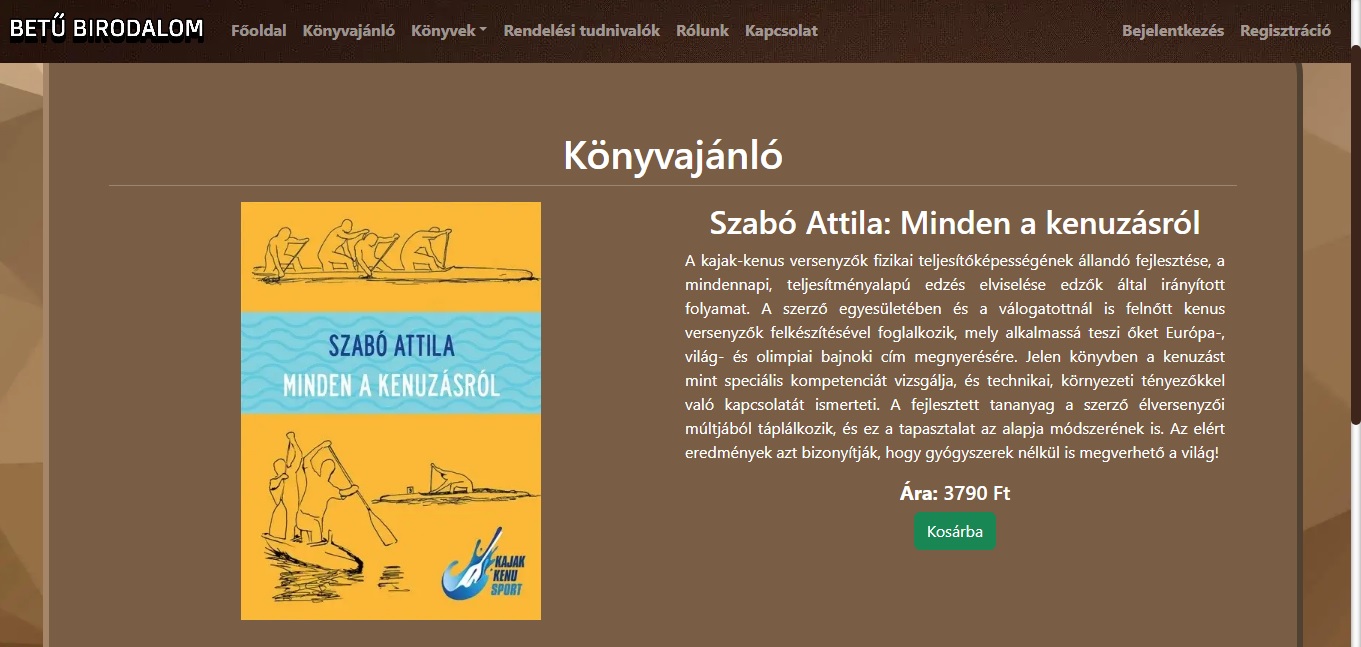 BETŰ BIRODALOM
Főoldal Könyvajánló Könyvek Rendelési tudnivalók Rólunk Kapcsolat Bejelentkezés Regisztráció
Könyvajánló
SZABÓ ATTILA
MINDEN A KENUZÁSRÓL
KAJAK
KENU
SPORT
Szabó Attila: Minden a kenuzásról
A kajak-kenus versenyzők fizikai teljesítőképességének állandó fejlesztése, a
mindennapi, teljesítményalapú edzés elviselése edzők által irányított
folyamat. A szerző egyesületében és a válogatottnál is felnőtt kenus
versenyzők felkészítésével foglalkozik, mely alkalmassá teszi őket Európa-,
világ- és olimpiai bajnoki cím megnyerésére. Jelen könyvben a kenuzást
mint speciális kompetenciát vizsgálja, és technikai, környezeti tényezőkkel
való kapcsolatát ismerteti. A fejlesztett tananyag a szerző élversenyzői
múltjából táplálkozik, és ez a tapasztalat az alapja módszerének is. Az elért
eredmények azt bizonyítják, hogy gyógyszerek nélkül is megverhető a világ!
Ára: 3790 Ft
Kosárba